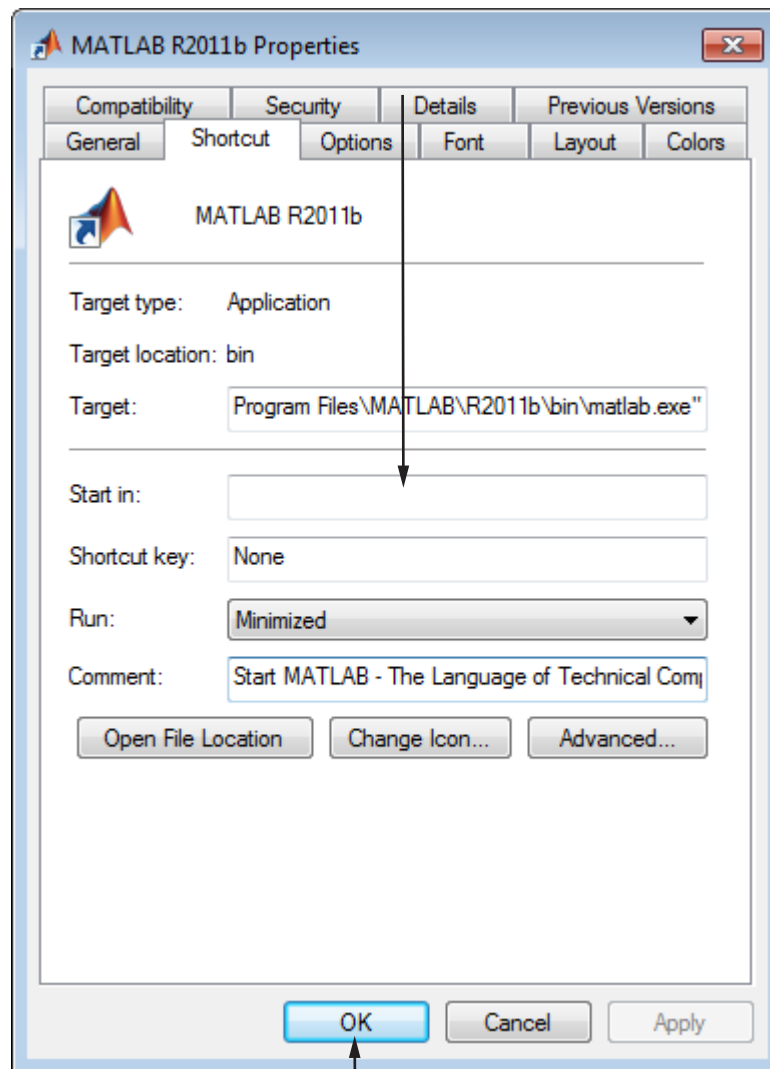 MATLAB R2011b Properties
Compatibility Security Details Previous Versions
General Shortcut Options Font Layout Colors
MATLAB R2011b
Target type: Application
Target location: bin
Target: Program Files\MATLAB\R2011b\bin\matlab.exe"
Start in:
Shortcut key: None
Run: Minimized
Comment: Start MATLAB - The Language of Technical Comp
Open File Location Change Icon... Advanced...
OK Cancel Apply